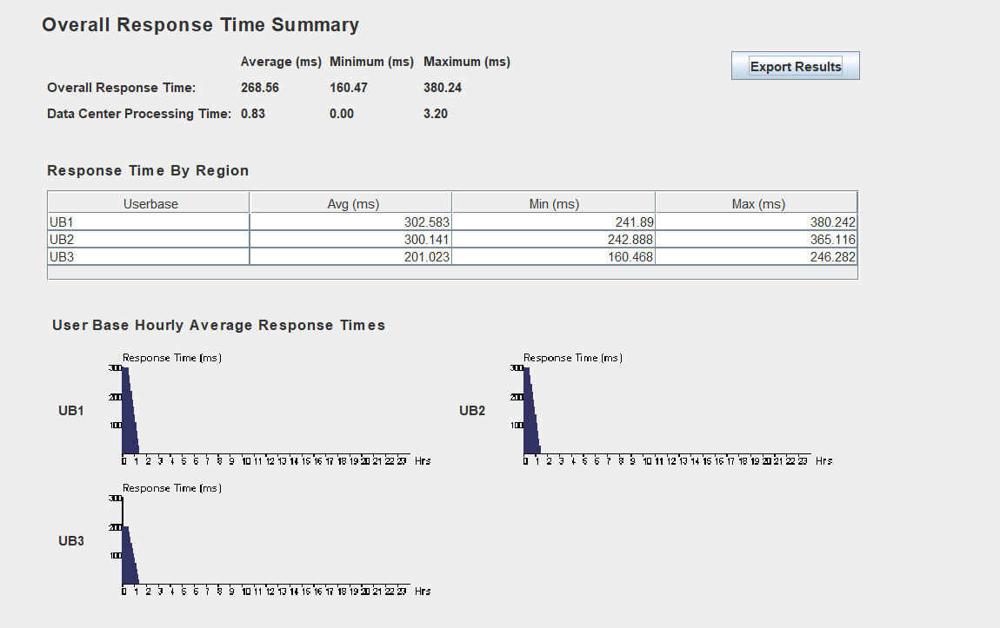 Overall Response Time Summary
Average (ms) Minimum (ms) Maximum (ms)
Export Results
Overall Response Time: 268.56 160.47 380.24
Data Center Processing Time: 0.83 0.00 3.20
Response Time By Region
Userbase Avg (ms) Min (ms) Max (ms)
UB1 302.583 241.89 380.242
UB2 300.141 242.888 365.116
UB3 201.023 160.468 246.282
User Base Hourly Average Response Times
Response Time (ms)
300
200
UB1
100
0 1 2 3 4 5 6 7 8 9 10 11 12 13 14 15 16 17 18 19 20 21 22 23 Hrs
Response Time (ms)
300
200
UB2
100
0 1 2 3 4 5 6 7 8 9 10 11 12 13 14 15 16 17 18 19 20 21 22 23 Hrs
Response Time (ms)
300
200
UB3
100
0 1 2 3 4 5 6 7 8 9 10 11 12 13 14 15 16 17 18 19 20 21 22 23 Hrs